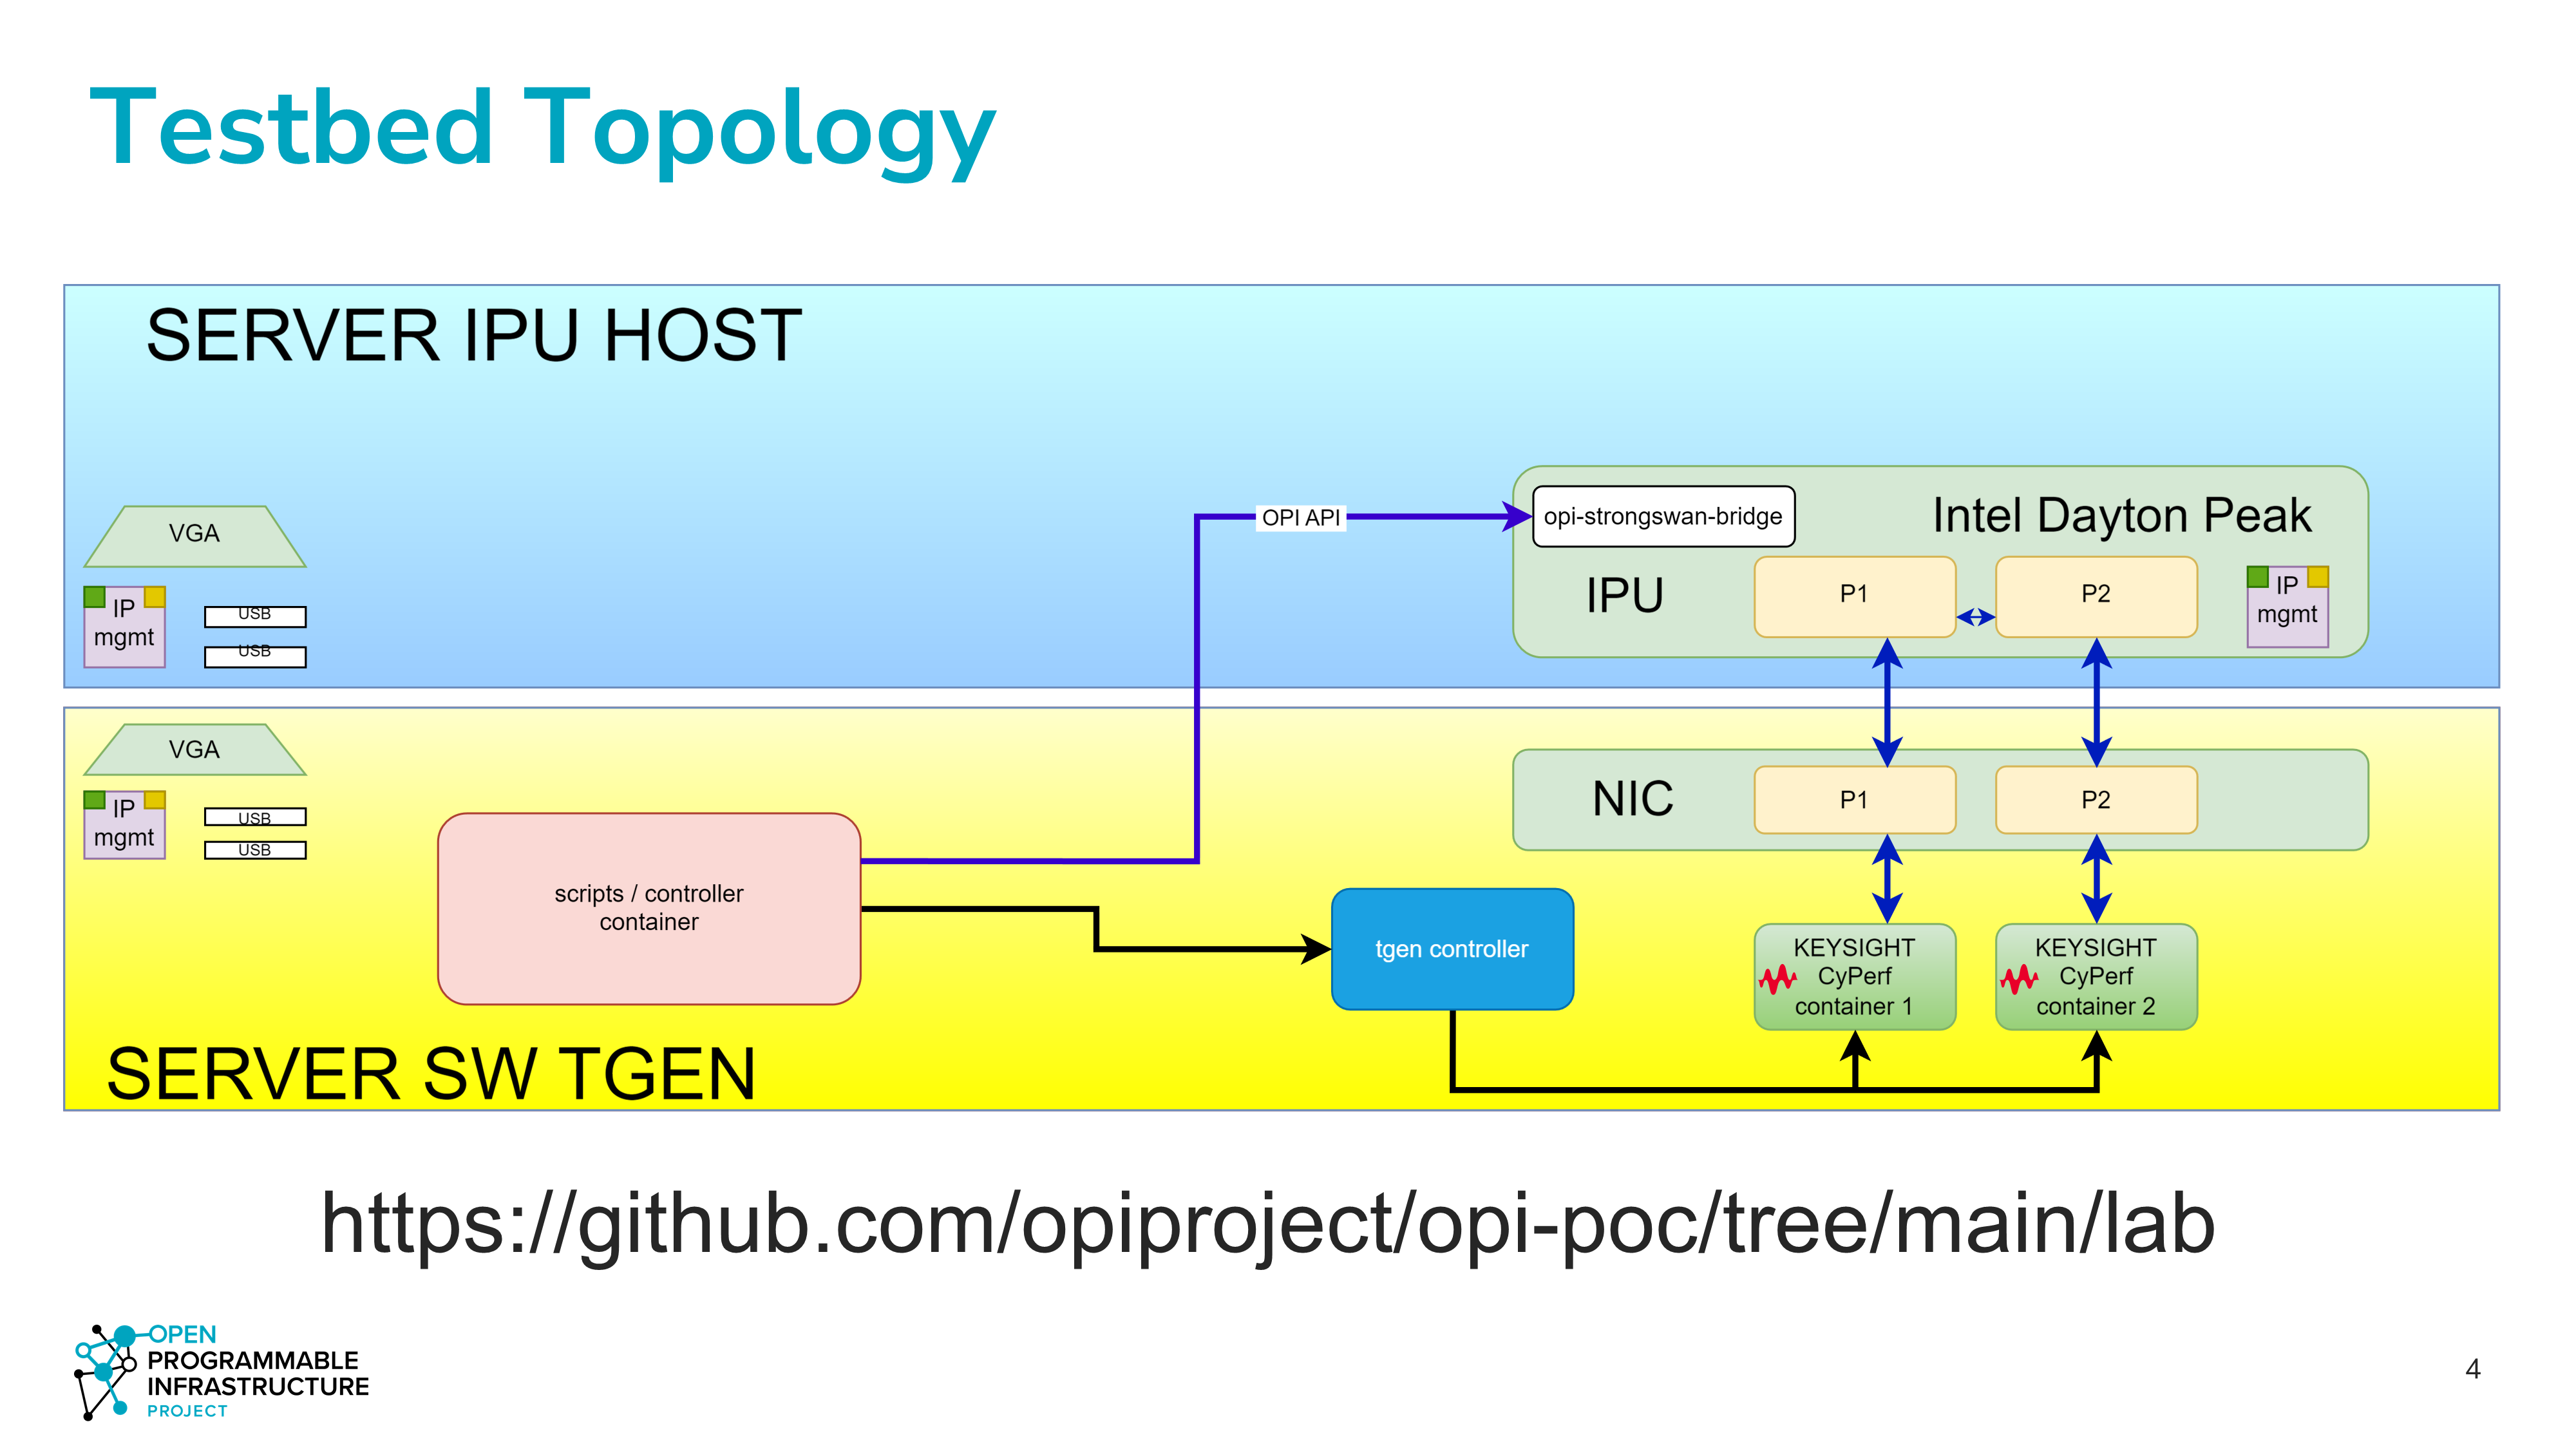 Testbed Topology
SERVER IPU HOST
VGA
IP
mgmt
USB
USB
OPI API
opi-strongswan-bridge
Intel Dayton Peak
IPU
P1
P2
IP
mgmt
VGA
IP
mgmt
USB
USB
scripts / controller
container
NIC
P1
P2
tgen controller
KEYSIGHT
CyPerf
container 1
KEYSIGHT
CyPerf
container 2
SERVER SW TGEN
https://github.com/opiproject/opi-poc/tree/main/lab
OPEN
PROGRAMMABLE
INFRASTRUCTURE
PROJECT
4